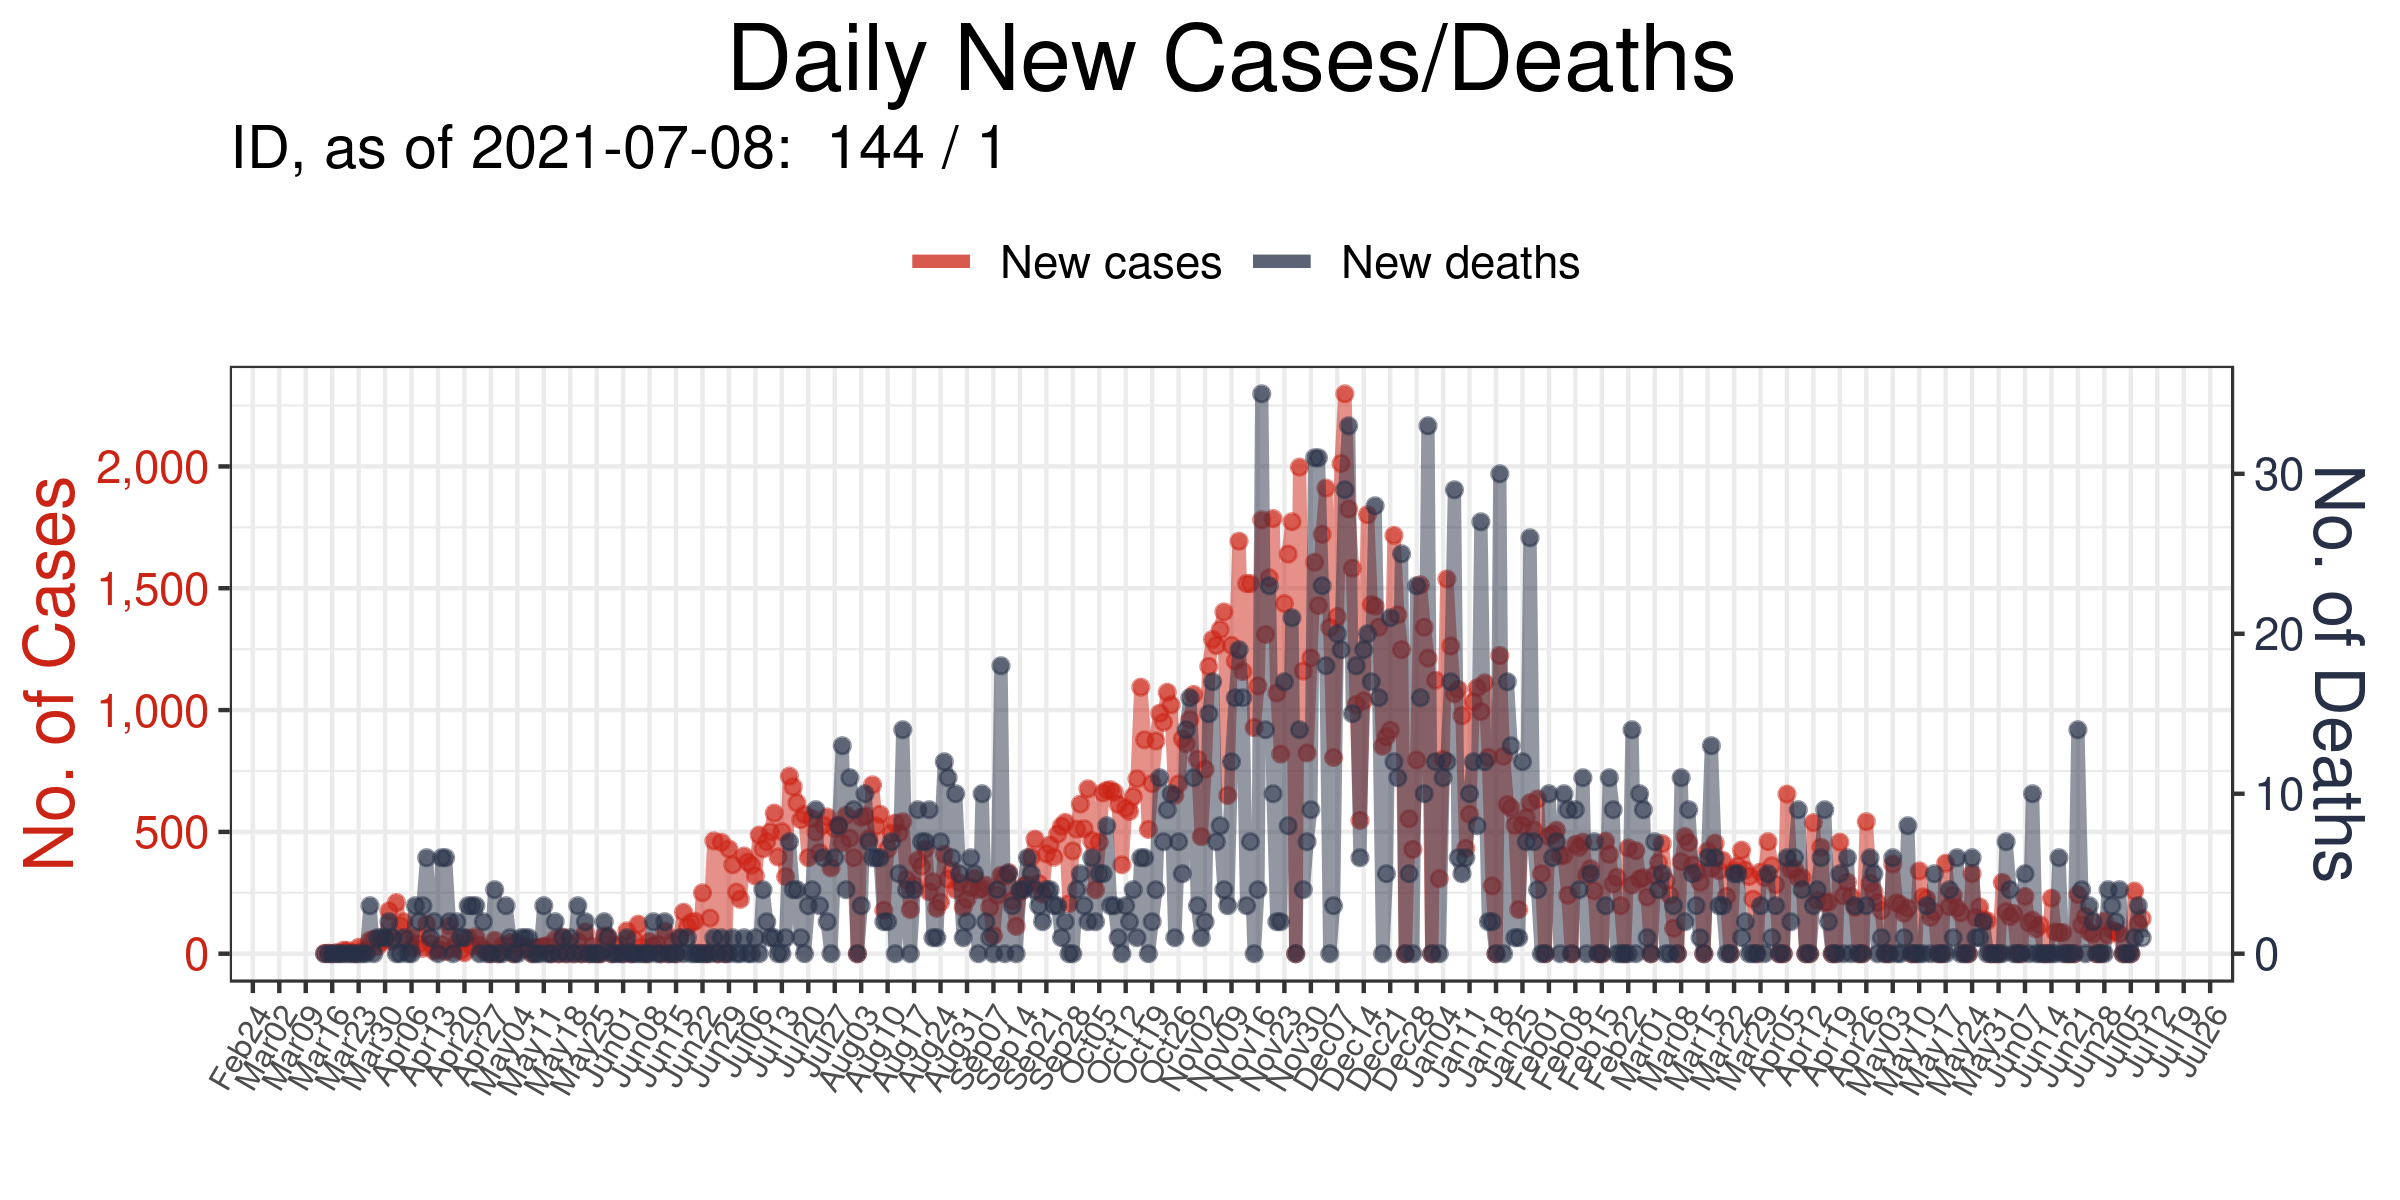 Daily New Cases/Deaths
ID, as of 2021-07-08:  144 / 1
New cases
New deaths
No. of Cases
2,000
1,500
1,000
500
0
30
20
10
0
No. of Deaths
Feb24
Mar02
Mar09
Mar16
Mar23
Mar30
Apr06
Apr13
Apr20
Apr27
May04
May11
May18
May25
Jun01
Jun08
Jun15
Jun22
Jun29
Jul06
Jul13
Jul20
Jul27
Aug03
Aug10
Aug17
Aug24
Aug31
Sep07
Sep14
Sep21
Sep28
Oct05
Oct12
Oct19
Oct26
Nov02
Nov09
Nov16
Nov23
Nov30
Dec07
Dec14
Dec21
Dec28
Jan04
Jan11
Jan18
Jan25
Feb01
Feb08
Feb15
Feb22
Mar01
Mar08
Mar15
Mar22
Mar29
Apr05
Apr12
Apr19
Apr26
May03
May10
May17
May24
May31
Jun07
Jun14
Jun21
Jun28
Jul05
Jul12
Jul19
Jul26